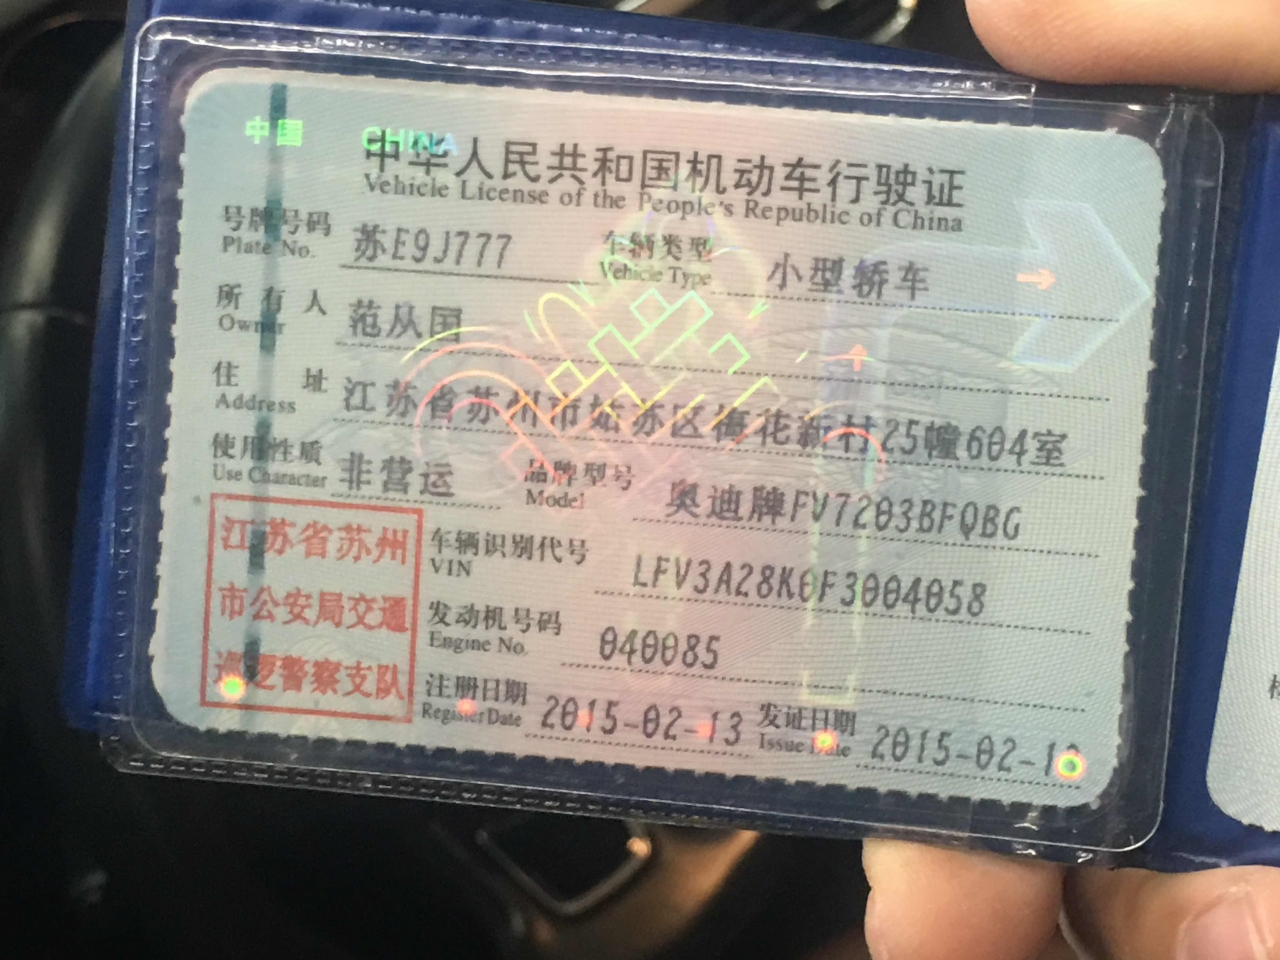 中国 CHINA
中华人民共和国机动车行驶证
Vehicle License of the People's Republic of China
号牌号码 苏E9J777 车辆类型 小型轿车
Plate No. Vehicle Type
所有人 范从国
Owner
住址 江苏省苏州市姑苏区梅花新村25幢604室
Address
使用性质 非营运 品牌型号 奥迪牌FV7203BFQBG
Use Character Model
江苏省苏州
市公安局交通
巡逻警察支队
车辆识别代号 LFV3A28K0F3004058
VIN
发动机号码 040085
Engine No.
注册日期 2015-02-13 发证日期 2015-02-1
Register Date Issue Date